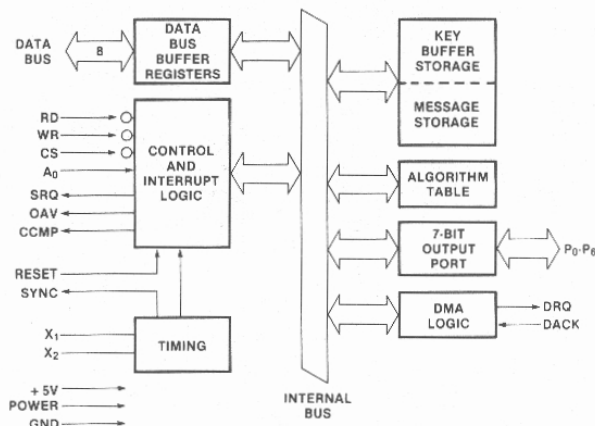 DATA
BUS
8
DATA
BUS
BUFFER
REGISTERS
KEY
BUFFER
STORAGE
MESSAGE
STORAGE
RD
WR
CS
A0
SRQ
OAV
CCMP
CONTROL
AND
INTERRUPT
LOGIC
ALGORITHM
TABLE
7-BIT
OUTPUT
PORT
P0-P6
RESET
SYNC
DMA
LOGIC
DRQ
DACK
X1
X2
TIMING
+5V
POWER
GND
INTERNAL
BUS